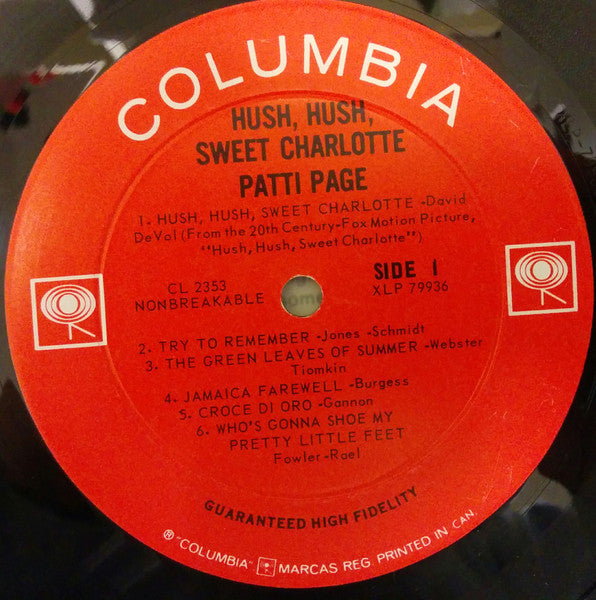 COLUMBIA
HUSH, HUSH,
SWEET CHARLOTTE
PATTI PAGE
1. HUSH, HUSH, SWEET CHARLOTTE -David
DeVol (From the 20th Century-Fox Motion Picture,
"Hush, Hush, Sweet Charlotte")
CL 2353 SIDE 1
NONBREAKABLE XLP 79936
ome
2. TRY TO REMEMBER -Jones -Schmidt
3. THE GREEN LEAVES OF SUMMER -Webster
Tiomkin
4. JAMAICA FAREWELL -Burgess
5. CROCE DI ORO -Gannon
6. WHO'S GONNA SHOE MY
PRETTY LITTLE FEET
Fowler-Rael
GUARANTEED HIGH FIDELITY
® "COLUMBIA" MARCAS REG. PRINTED IN CAN.